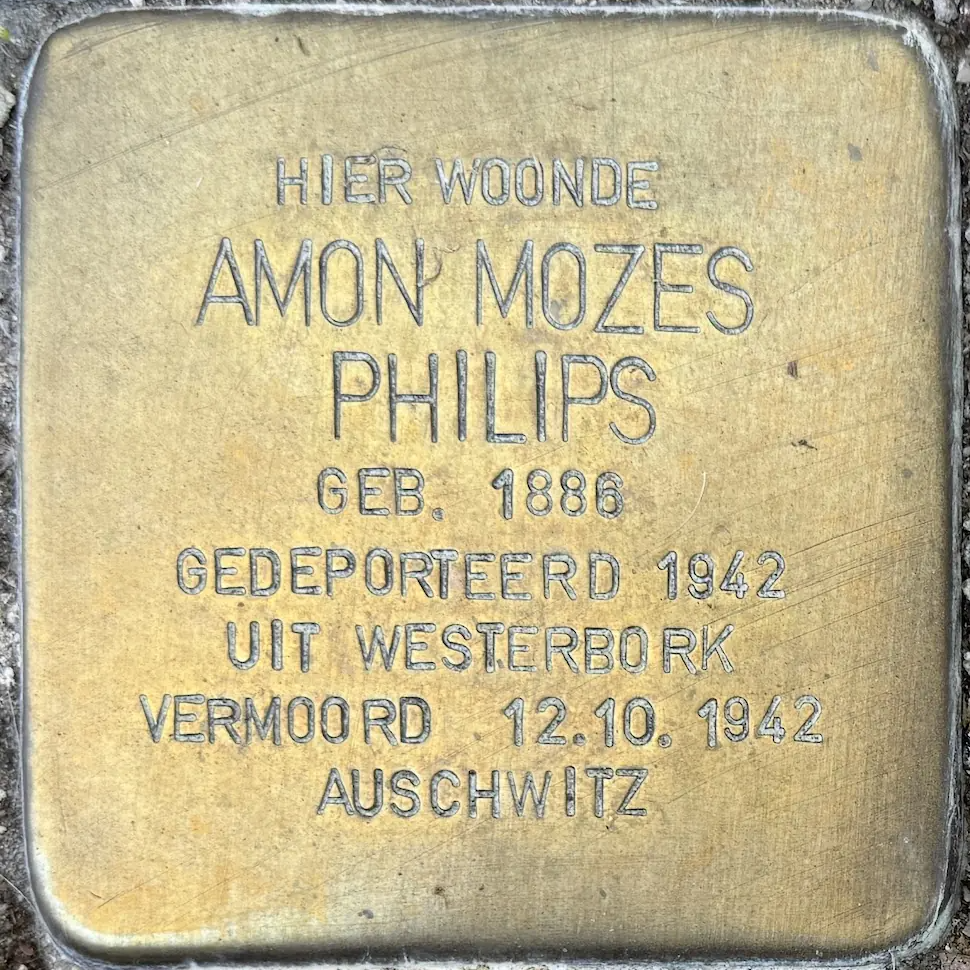 HIER WOONDE
AMON MOZES
PHILIPS
GEB. 1886
GEDEPORTEERD 1942
UIT WESTERBORK
VERMOORD 12.10.1942
AUSCHWITZ